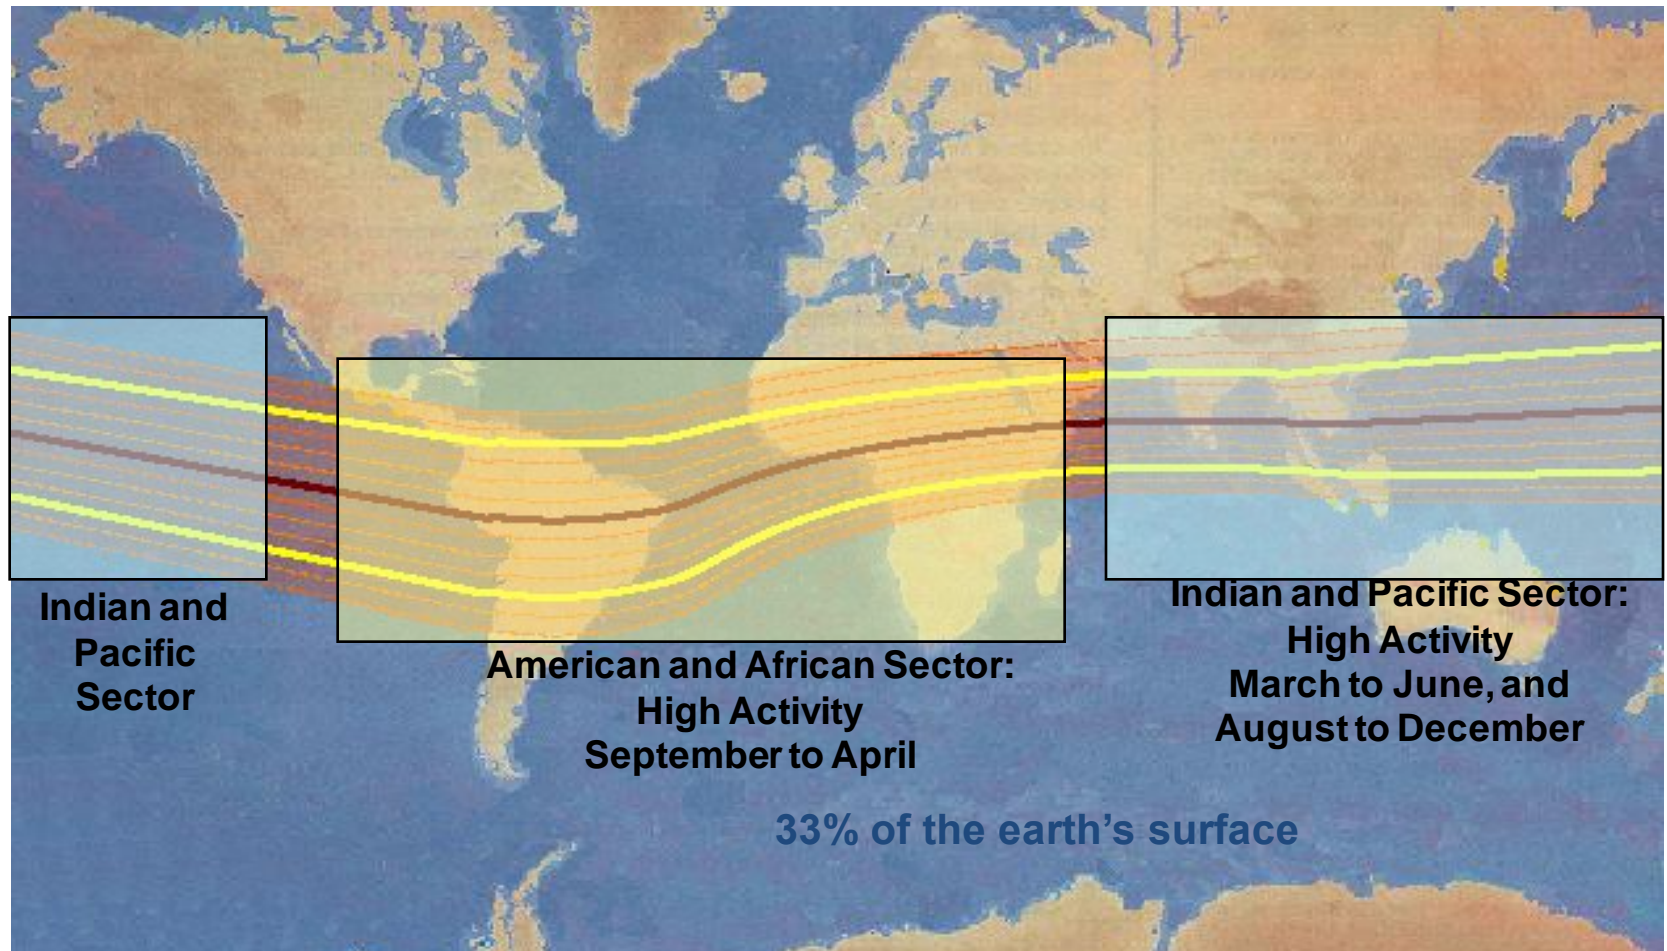 Indian and
Pacific
Sector
American and African Sector:
High Activity
September to April
Indian and Pacific Sector:
High Activity
March to June, and
August to December
33% of the earth’s surface